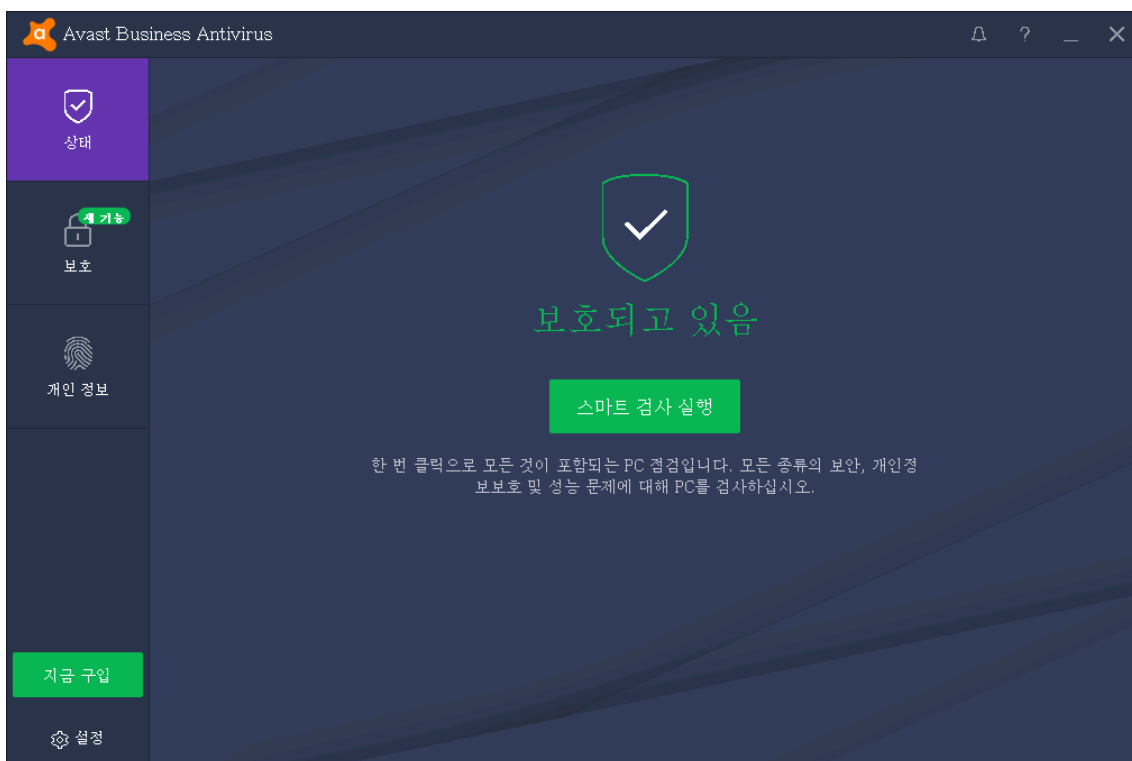 Avast Business Antivirus
?
상태
새 기능
보호
개인 정보
보호되고 있음
스마트 검사 실행
한 번 클릭으로 모든 것이 포함되는 PC 점검입니다. 모든 종류의 보안, 개인정
보보호 및 성능 문제에 대해 PC를 검사하십시오.
지금 구입
설정